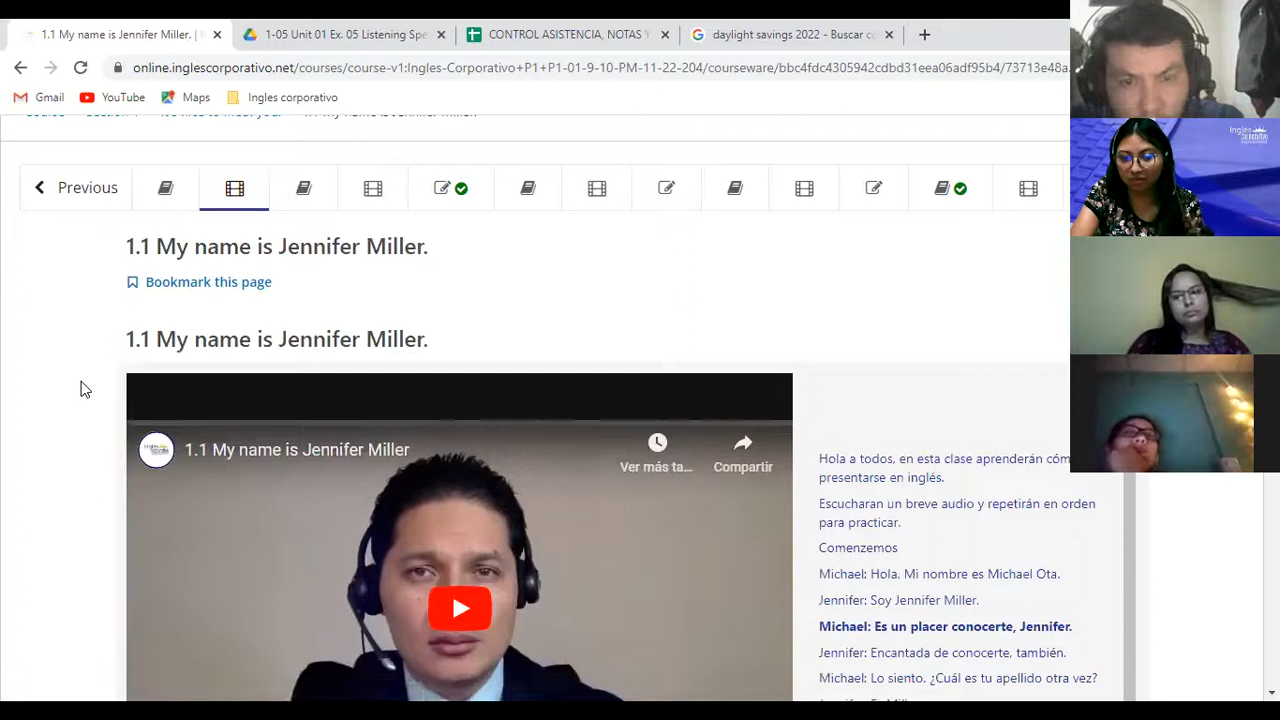 1.1 My name is Jennifer Miller. |
1-05 Unit 01 Ex. 05 Listening Spe
CONTROL ASISTENCIA, NOTAS Y
daylight savings 2022 - Buscar co
online.inglescorporativo.net/courses/course-v1:Ingles-Corporativo+P1+P1-01-9-10-PM-11-22-204/courseware/bbc4fdc4305942cdbd31eea06adf95b4/73713e48a
Gmail
YouTube
Maps
Ingles corporativo
Previous
1.1 My name is Jennifer Miller.
Bookmark this page
1.1 My name is Jennifer Miller.
1.1 My name is Jennifer Miller
Ver más ta...
Compartir
Hola a todos, en esta clase aprenderán cóm
presentarse en inglés.
Escucharan un breve audio y repetirán en orden
para practicar.
Comenzemos
Michael: Hola. Mi nombre es Michael Ota.
Jennifer: Soy Jennifer Miller.
Michael: Es un placer conocerte, Jennifer.
Jennifer: Encantada de conocerte, también.
Michael: Lo siento. ¿Cuál es tu apellido otra vez?